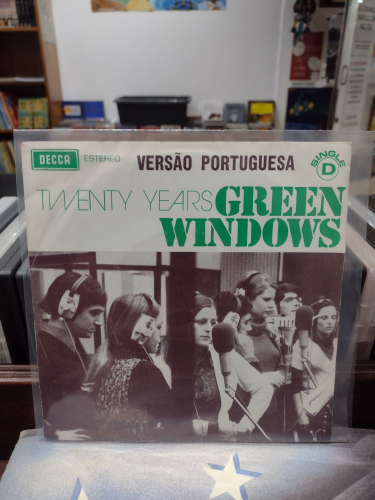 DECCA ESTEREO VERSÃO PORTUGUESA SINGLE D
TWENTY YEARS GREEN
WINDOWS